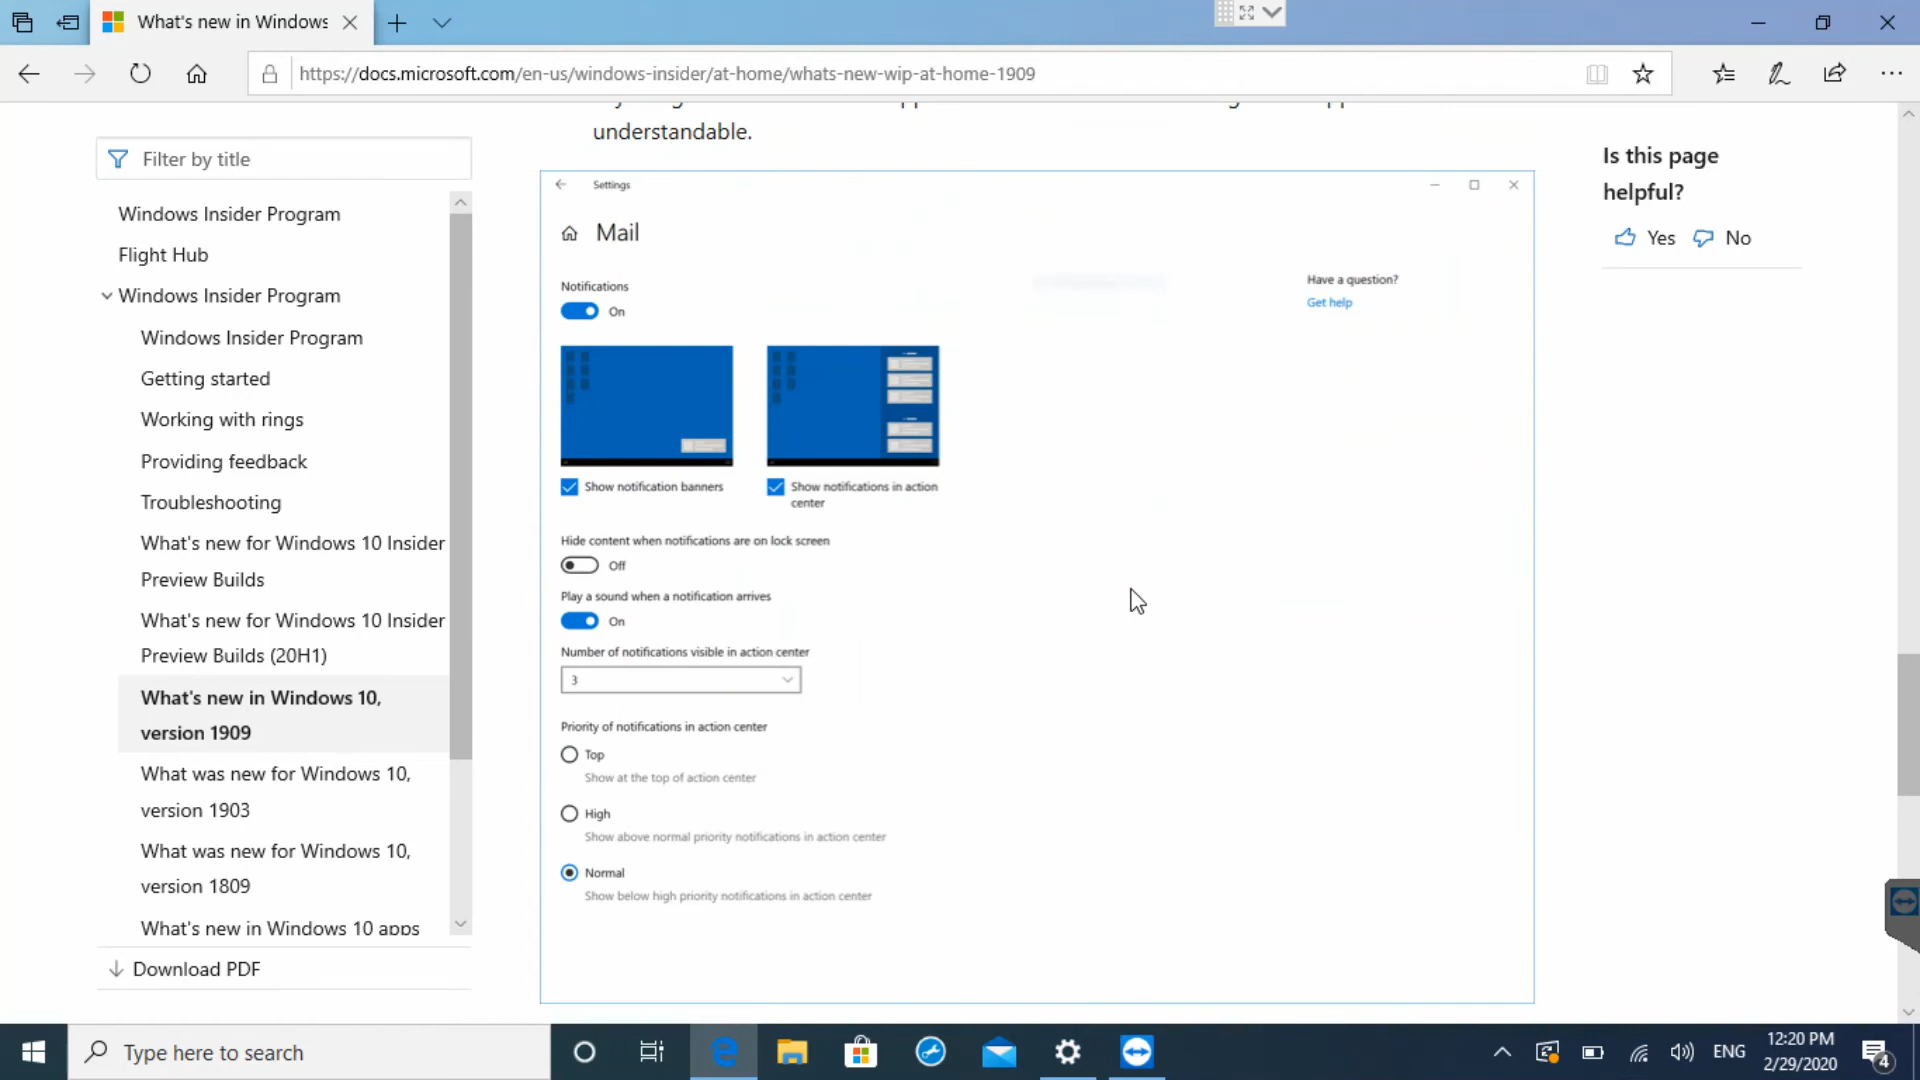 What's new in Windows
https://docs.microsoft.com/en-us/windows-insider/at-home/whats-new-wip-at-home-1909
understandable.
Filter by title
Windows Insider Program
Flight Hub
Windows Insider Program
Windows Insider Program
Getting started
Working with rings
Providing feedback
Troubleshooting
What's new for Windows 10 Insider
Preview Builds
What's new for Windows 10 Insider
Preview Builds (20H1)
What's new in Windows 10,
version 1909
What was new for Windows 10,
version 1903
What was new for Windows 10,
version 1809
What's new in Windows 10 apps
Download PDF
Settings
Mail
Notifications
On
Have a question?
Get help
Show notification banners
Show notifications in action
center
Hide content when notifications are on lock screen
Off
Play a sound when a notification arrives
On
Number of notifications visible in action center
3
Priority of notifications in action center
Top
Show at the top of action center
High
Show above normal priority notifications in action center
Normal
Show below high priority notifications in action center
Is this page
helpful?
Yes
No
Type here to search
ENG
12:20 PM
2/29/2020
4